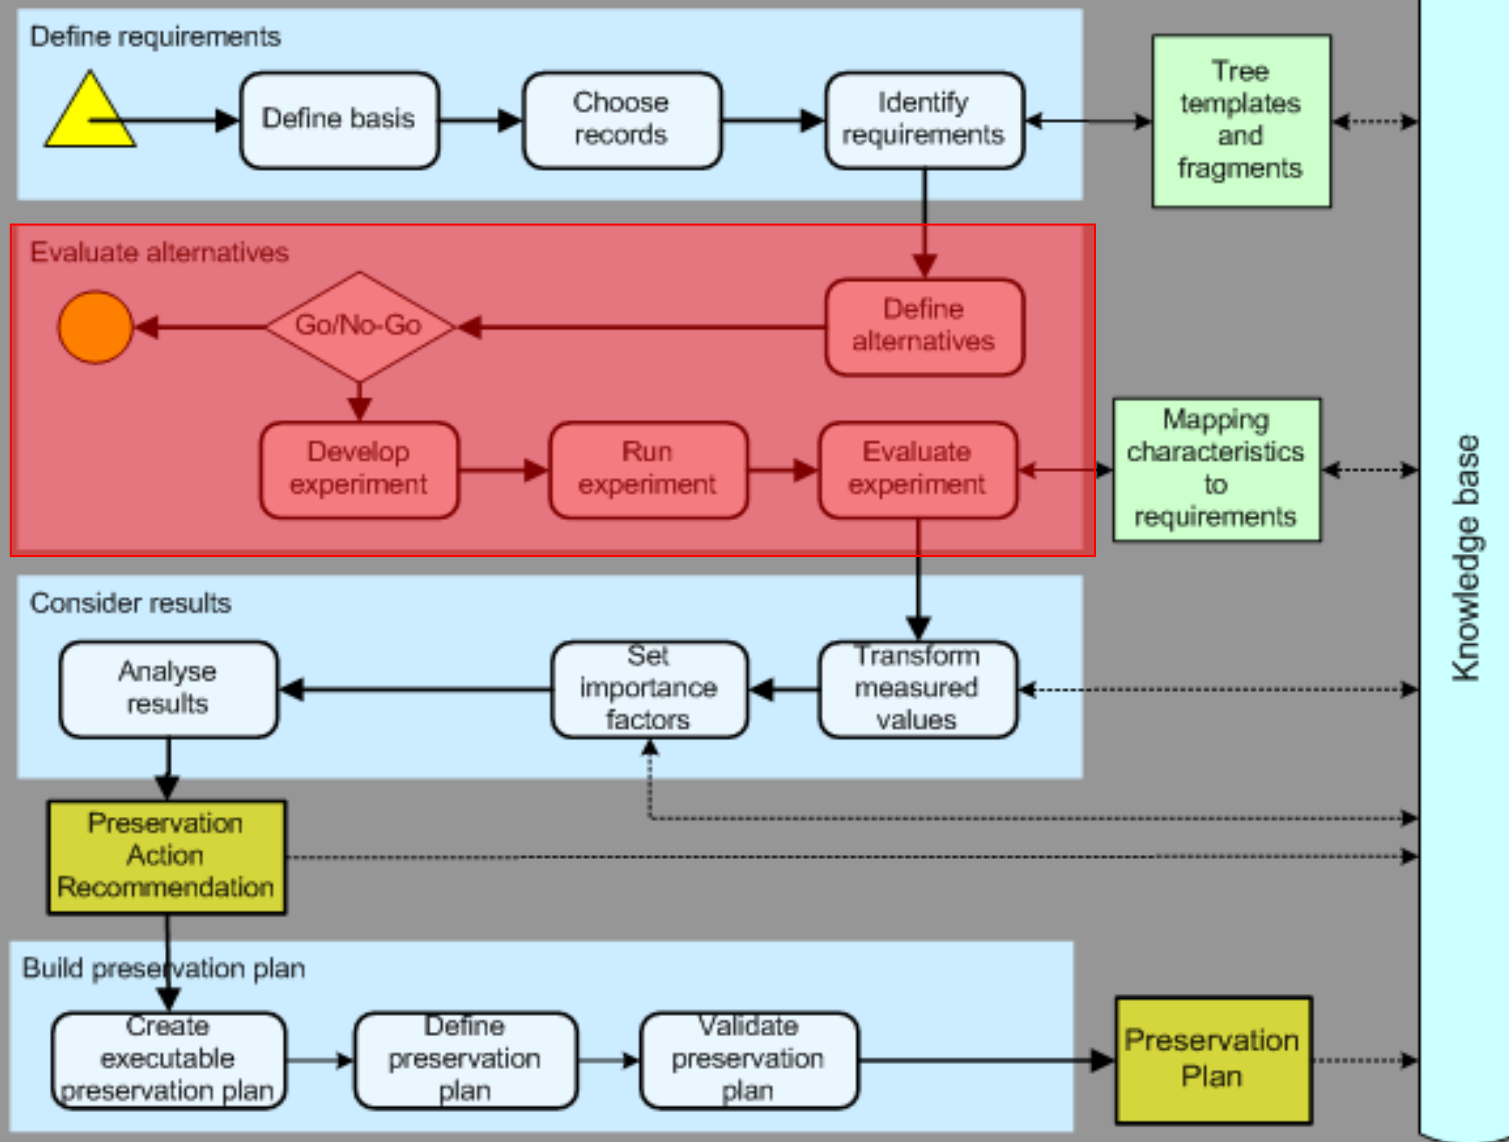 Define requirements
Define basis
Choose
records
Identify
requirements
Tree
templates
and
fragments
Evaluate alternatives
Go/No-Go
Define
alternatives
Develop
experiment
Run
experiment
Evaluate
experiment
Mapping
characteristics
to
requirements
Knowledge base
Consider results
Analyse
results
Set
importance
factors
Transform
measured
values
Preservation
Action
Recommendation
Build preservation plan
Create
executable
preservation plan
Define
preservation
plan
Validate
preservation
plan
Preservation
Plan